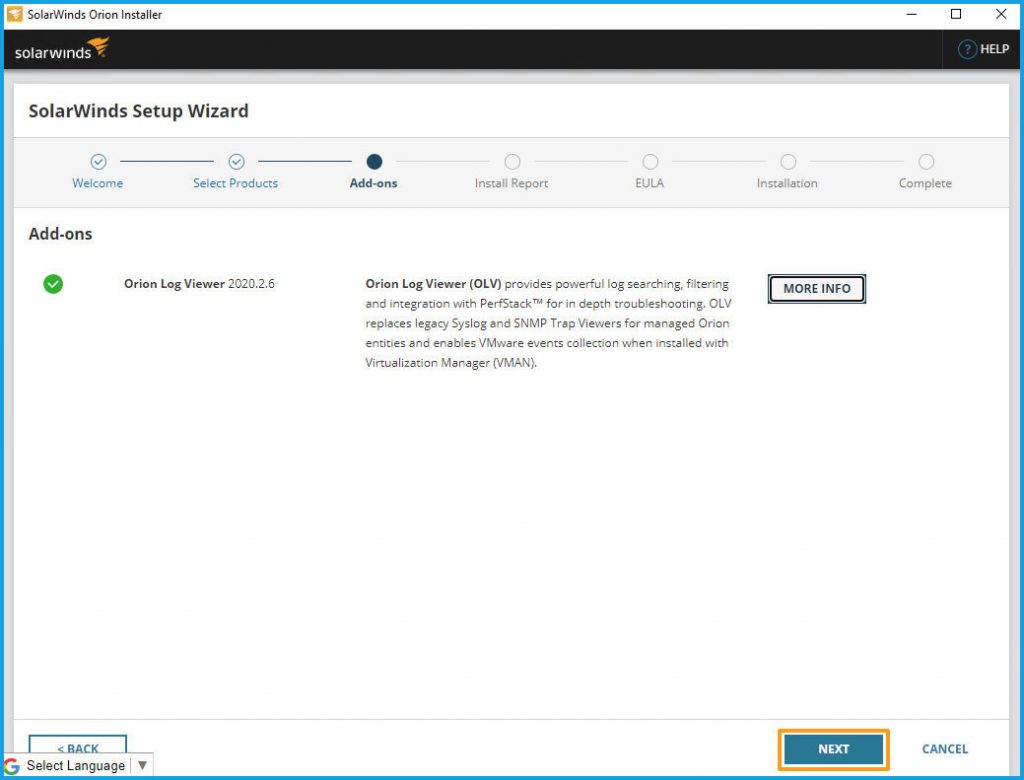 SolarWinds Orion Installer
solarwinds
? HELP
SolarWinds Setup Wizard
Welcome
Select Products
Add-ons
Install Report
EULA
Installation
Complete
Add-ons
Orion Log Viewer 2020.2.6
Orion Log Viewer (OLV) provides powerful log searching, filtering
and integration with PerfStack™ for in depth troubleshooting. OLV
replaces legacy Syslog and SNMP Trap Viewers for managed Orion
entities and enables VMware events collection when installed with
Virtualization Manager (VMAN).
MORE INFO
< BACK
NEXT
CANCEL
G Select Language ▼